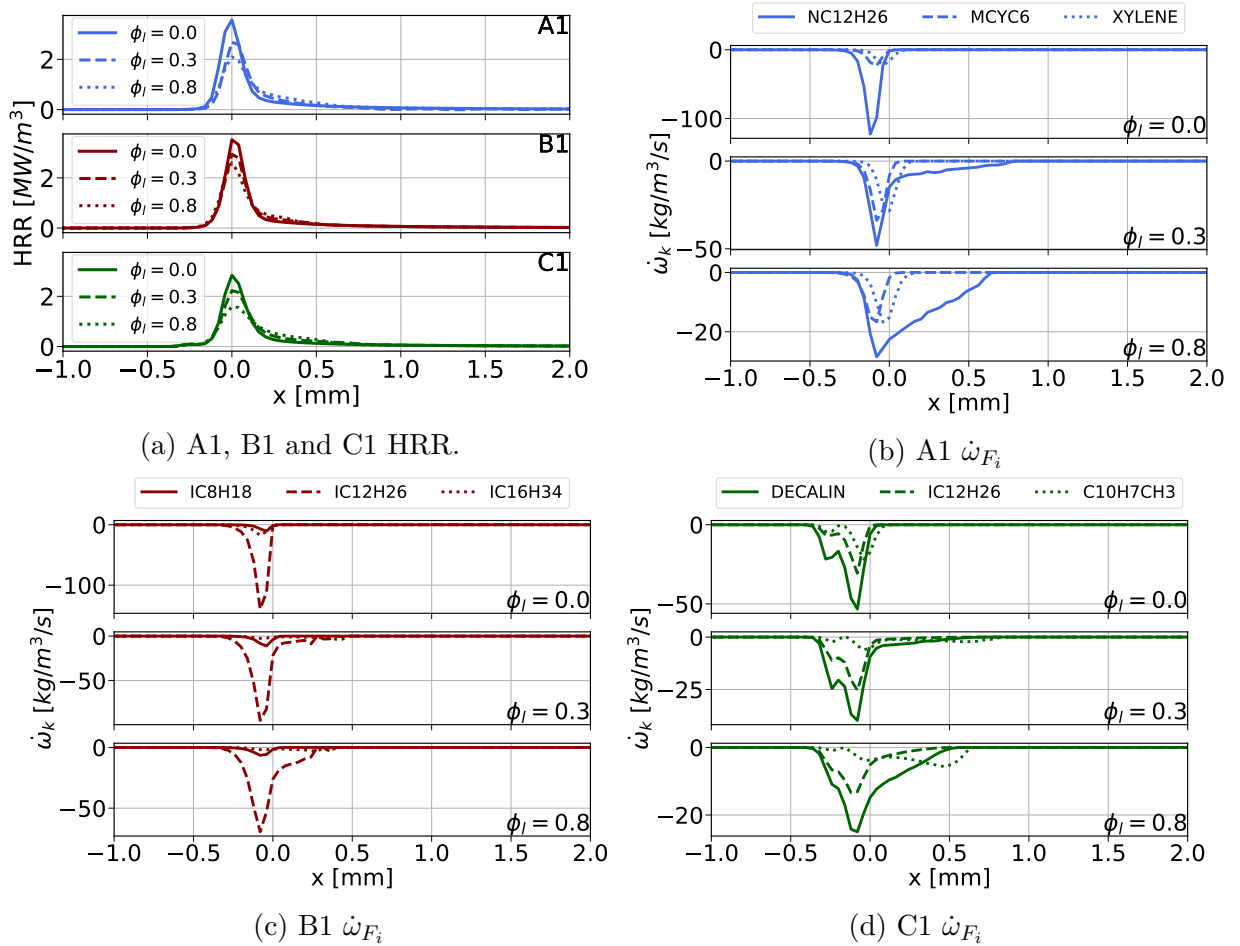 HRR [MW/m³]
A1
ϕₗ = 0.0
ϕₗ = 0.3
ϕₗ = 0.8
2
0
B1
ϕₗ = 0.0
ϕₗ = 0.3
ϕₗ = 0.8
2
0
C1
ϕₗ = 0.0
ϕₗ = 0.3
ϕₗ = 0.8
2
0
-1.0 -0.5 0.0 0.5 1.0 1.5 2.0
x [mm]
(a) A1, B1 and C1 HRR.
NC12H26 MCYC6 XYLENE
ω̇ₖ [kg/m³/s]
0
−100
ϕₗ = 0.0
0
−50
ϕₗ = 0.3
0
−20
ϕₗ = 0.8
−1.0 −0.5 0.0 0.5 1.0 1.5 2.0
x [mm]
(b) A1 ω̇_{F_i}
IC8H18 IC12H26 IC16H34
ω̇ₖ [kg/m³/s]
0
−100
ϕₗ = 0.0
0
−50
ϕₗ = 0.3
0
−50
ϕₗ = 0.8
−1.0 −0.5 0.0 0.5 1.0 1.5 2.0
x [mm]
(c) B1 ω̇_{F_i}
DECALIN IC12H26 C10H7CH3
ω̇ₖ [kg/m³/s]
0
−50
ϕₗ = 0.0
0
−25
ϕₗ = 0.3
0
−20
ϕₗ = 0.8
−1.0 −0.5 0.0 0.5 1.0 1.5 2.0
x [mm]
(d) C1 ω̇_{F_i}